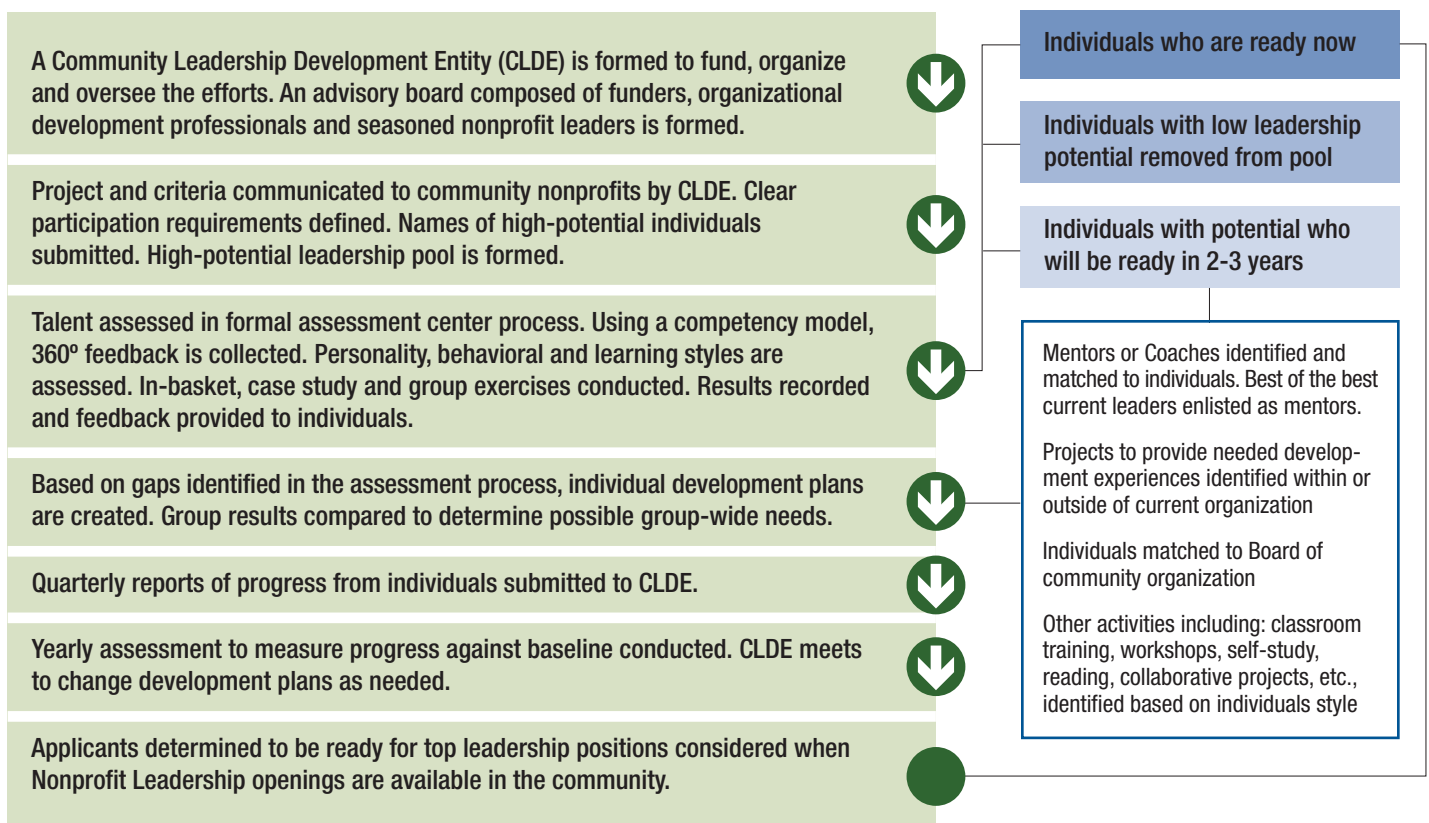 A Community Leadership Development Entity (CLDE) is formed to fund, organize
and oversee the efforts. An advisory board composed of funders, organizational
development professionals and seasoned nonprofit leaders is formed.
Project and criteria communicated to community nonprofits by CLDE. Clear
participation requirements defined. Names of high-potential individuals
submitted. High-potential leadership pool is formed.
Talent assessed in formal assessment center process. Using a competency model,
360º feedback is collected. Personality, behavioral and learning styles are
assessed. In-basket, case study and group exercises conducted. Results recorded
and feedback provided to individuals.
Based on gaps identified in the assessment process, individual development plans
are created. Group results compared to determine possible group-wide needs.
Quarterly reports of progress from individuals submitted to CLDE.
Yearly assessment to measure progress against baseline conducted. CLDE meets
to change development plans as needed.
Applicants determined to be ready for top leadership positions considered when
Nonprofit Leadership openings are available in the community.
Individuals who are ready now
Individuals with low leadership
potential removed from pool
Individuals with potential who
will be ready in 2-3 years
Mentors or Coaches identified and
matched to individuals. Best of the best
current leaders enlisted as mentors.
Projects to provide needed develop-
ment experiences identified within or
outside of current organization
Individuals matched to Board of
community organization
Other activities including: classroom
training, workshops, self-study,
reading, collaborative projects, etc.,
identified based on individuals style